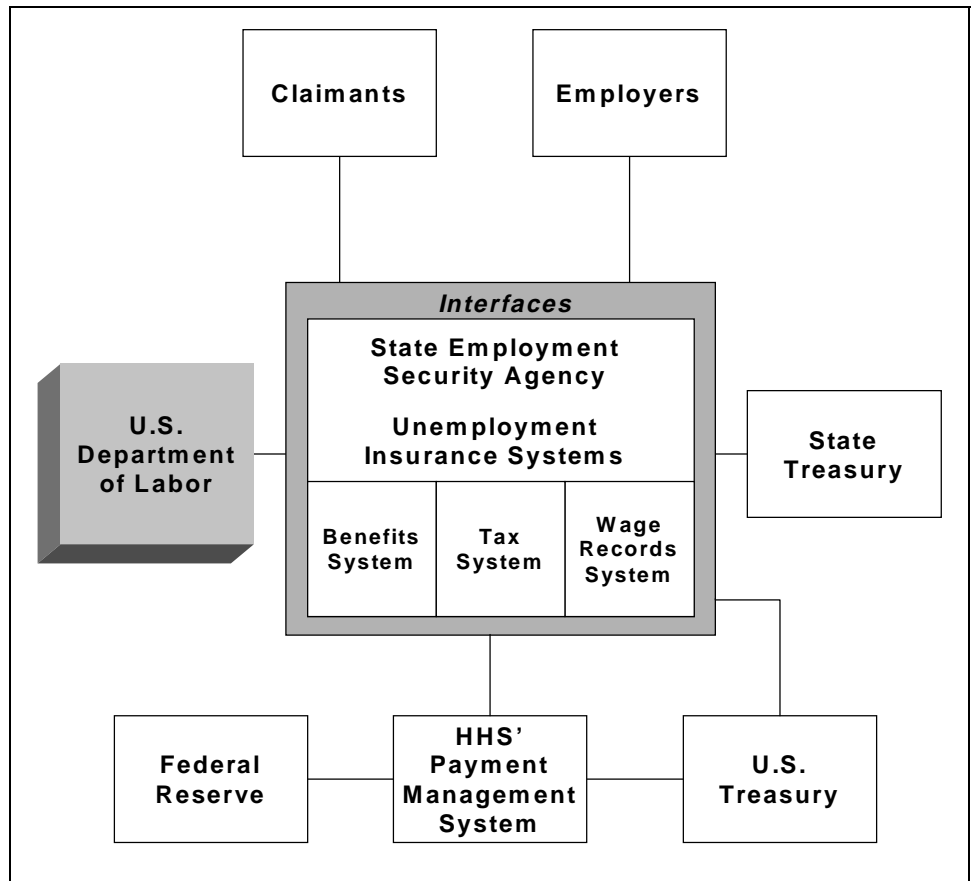 Claimants
Employers
Interfaces
State Employment
Security Agency
Unemployment
Insurance Systems
U.S.
Department
of Labor
State
Treasury
Benefits
System
Tax
System
Wage
Records
System
Federal
Reserve
HHS’
Payment
Management
System
U.S.
Treasury